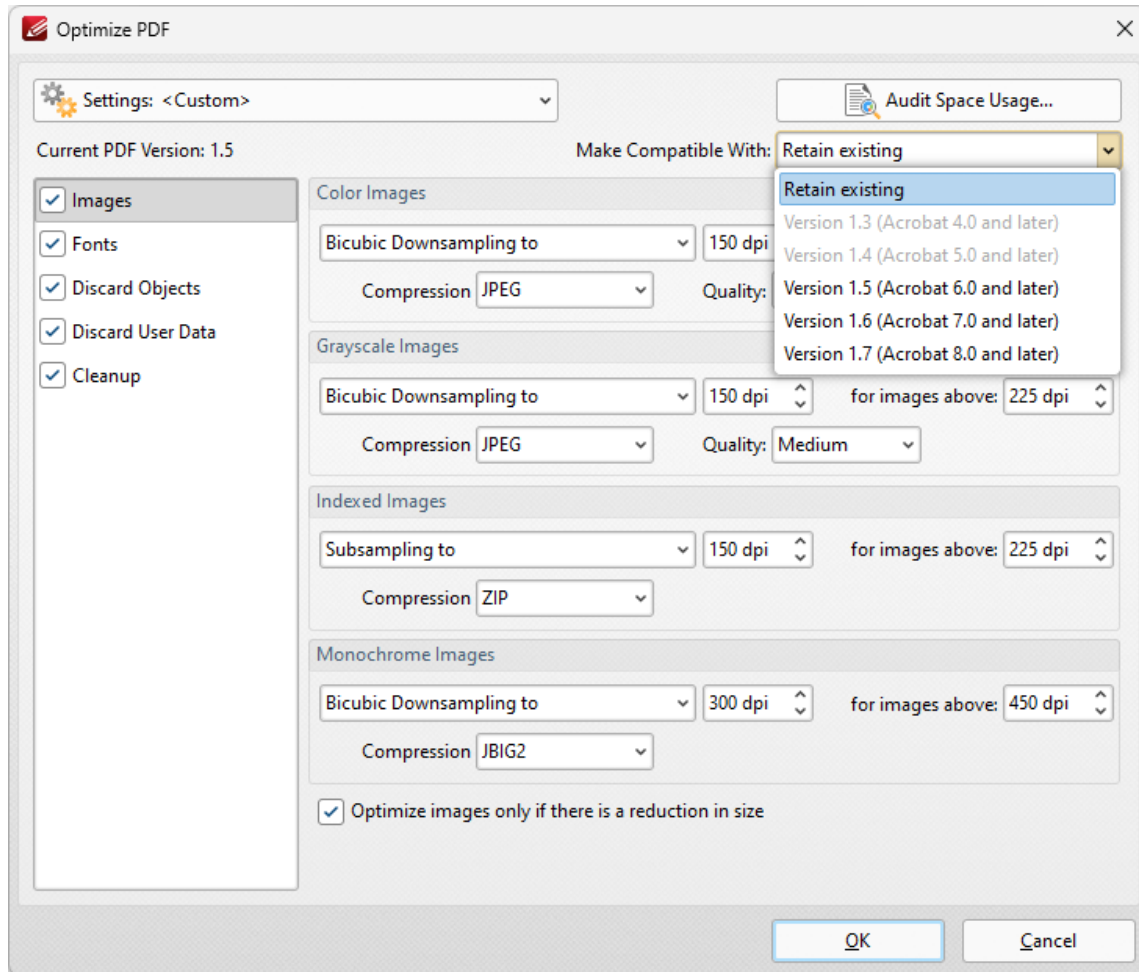 Optimize PDF
Settings: <Custom>
Audit Space Usage...
Current PDF Version: 1.5
Make Compatible With: Retain existing
Retain existing
Version 1.3 (Acrobat 4.0 and later)
Version 1.4 (Acrobat 5.0 and later)
Version 1.5 (Acrobat 6.0 and later)
Version 1.6 (Acrobat 7.0 and later)
Version 1.7 (Acrobat 8.0 and later)
Images
Fonts
Discard Objects
Discard User Data
Cleanup
Color Images
Bicubic Downsampling to 150 dpi
Compression JPEG Quality:
Grayscale Images
Bicubic Downsampling to 150 dpi for images above: 225 dpi
Compression JPEG Quality: Medium
Indexed Images
Subsampling to 150 dpi for images above: 225 dpi
Compression ZIP
Monochrome Images
Bicubic Downsampling to 300 dpi for images above: 450 dpi
Compression JBIG2
Optimize images only if there is a reduction in size
OK Cancel